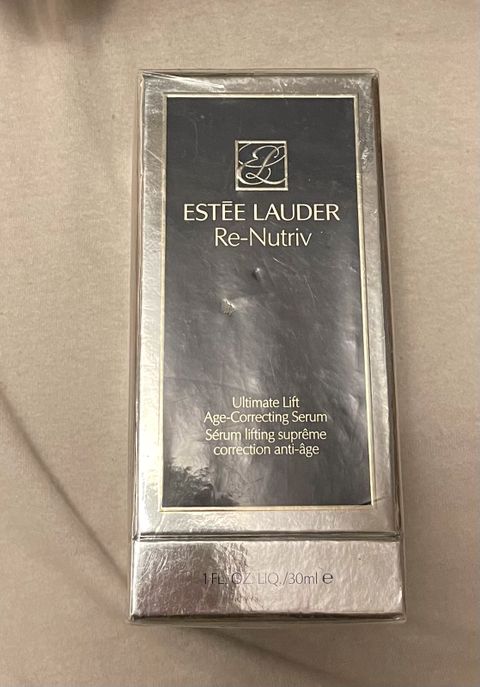 EL
ESTĒE LAUDER
Re-Nutriv
Ultimate Lift
Age-Correcting Serum
Sérum lifting suprême
correction anti-âge
1 FL. OZ. LIQ./30ml e